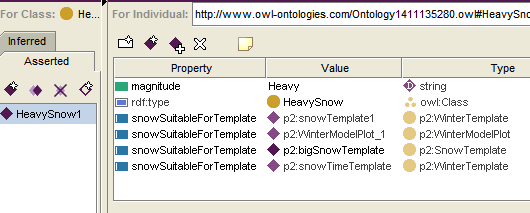 For Class: He...
For Individual: http://www.owl-ontologies.com/Ontology1411135280.owl#HeavySno
Inferred
Asserted
HeavySnow1
Property Value Type
magnitude Heavy string
rdf:type HeavySnow owl:Class
snowSuitableForTemplate p2:snowTemplate1 p2:WinterTemplate
snowSuitableForTemplate p2:WinterModelPlot_1 p2:WinterModelPlot
snowSuitableForTemplate p2:bigSnowTemplate p2:SnowTemplate
snowSuitableForTemplate p2:snowTimeTemplate p2:WinterTemplate